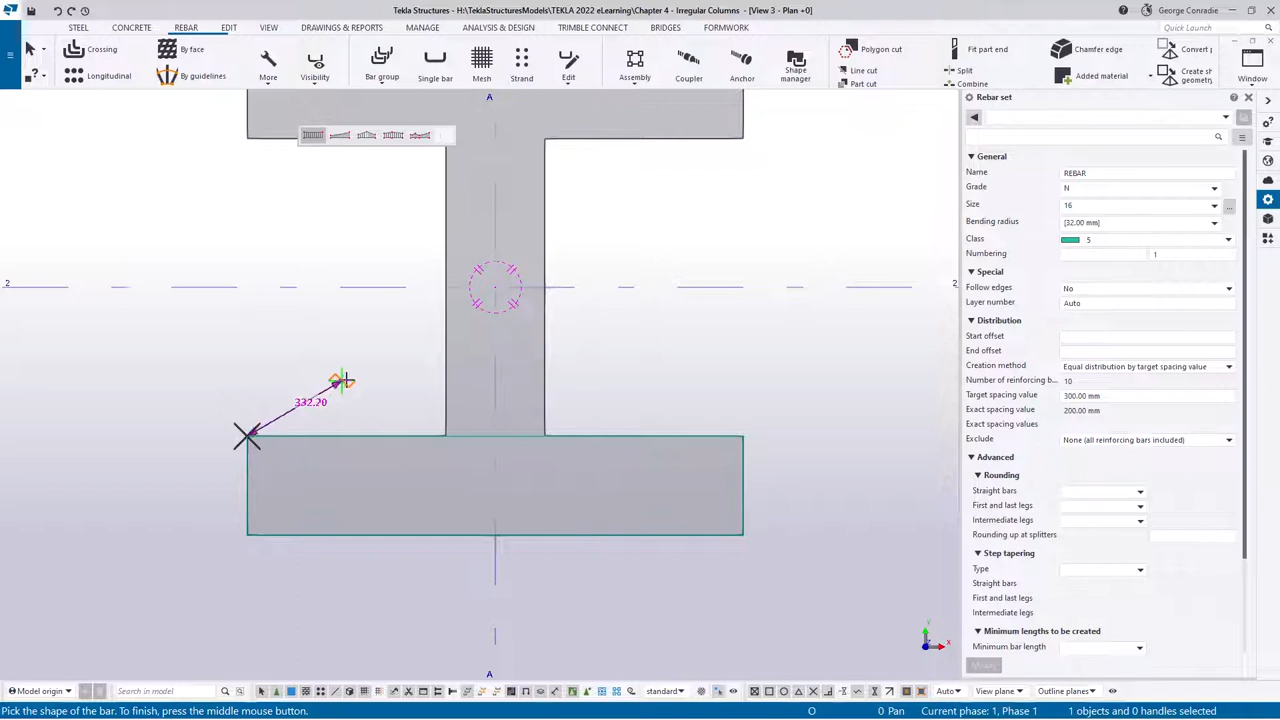 Tekla Structures - H:\TeklaStructuresModels\TEKLA 2022 eLearning\Chapter 4 - Irregular Columns - [View 3 - Plan +0]
George Conradie
STEEL CONCRETE REBAR EDIT VIEW DRAWINGS & REPORTS MANAGE ANALYSIS & DESIGN TRIMBLE CONNECT BRIDGES FORMWORK
Quick Launch
Crossing By face Polygon cut Fit part end Chamfer edge Convert
Line cut Split Create sh
Longitudinal By guidelines More Visibility Bar group Single bar Mesh Strand Edit Assembly Coupler Anchor Shape Added material geometry Window
manager Part cut Combine
Rebar set
A
General
Name REBAR
Grade N
Size 16 ...
Bending radius [32.00 mm]
Class 5
Numbering 1
Special
2 2
Follow edges No
Layer number Auto
Distribution
Start offset
End offset
Creation method Equal distribution by target spacing value
Number of reinforcing b... 10
Target spacing value 300.00 mm
332.20
Exact spacing value 200.00 mm
Exact spacing values
Exclude None (all reinforcing bars included)
Advanced
Rounding
Straight bars
First and last legs
Intermediate legs
Rounding up at splitters
Step tapering
Type
Straight bars
First and last legs
Intermediate legs
Minimum lengths to be created
Minimum bar length
y
x
Modify
A
Model origin Search in model standard Auto View plane Outline planes
Pick the shape of the bar. To finish, press the middle mouse button. O 0 Pan Current phase: 1, Phase 1 1 objects and 0 handles selected